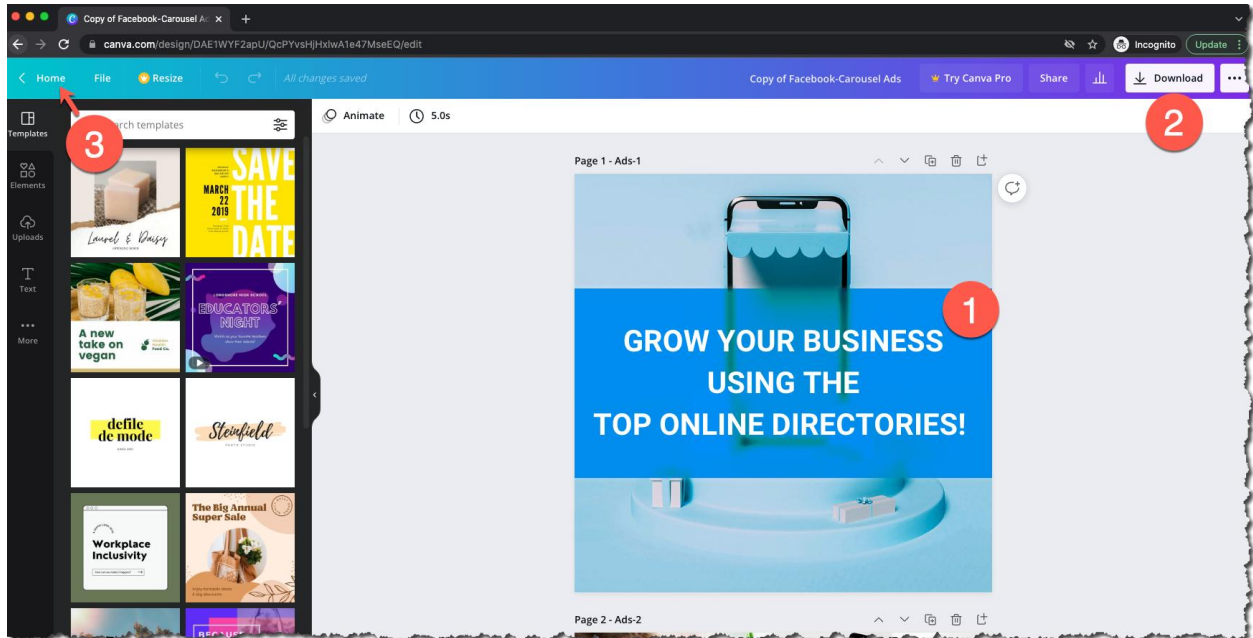 Copy of Facebook-Carousel Ad
canva.com/design/DAE1WYF2apU/QcPYvsHjHxlwA1e47MseEQ/edit
Incognito
Update
Home
File
Resize
All changes saved
Copy of Facebook-Carousel Ads
Try Canva Pro
Share
Download
3
2
Templates
rch templates
Elements
Uploads
Text
More
Animate
5.0s
Laurel & Daisy
SAVE
MARCH
22
2019
THE
DATE
A new
take on
vegan
EDUCATORS'
NIGHT
defile
de mode
Steinfield
Workplace
Inclusivity
The Big Annual
Super Sale
BECAUSE
Page 1 - Ads-1
1
GROW YOUR BUSINESS
USING THE
TOP ONLINE DIRECTORIES!
Page 2 - Ads-2